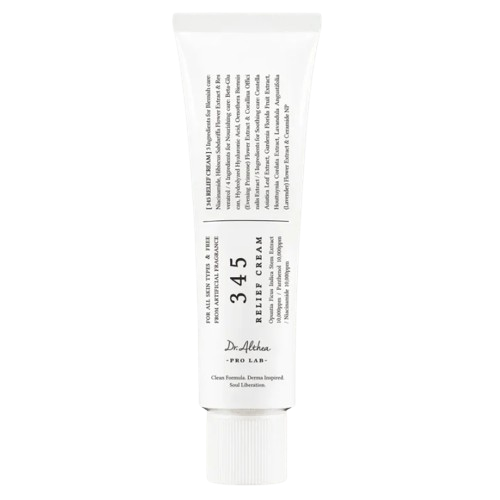 [ 345 RELIEF CREAM ] 3 Ingredients for Blemish care:
Niacinamide, Hibiscus Sabdariffa Flower Extract & Res
veratrol / 4 Ingredients for Nourishing care: Beta-Glu
can, Hydrolyzed Hyaluronic Acid, Oenothera Biennis
(Evening Primrose) Flower Extract & Corallina Offici
nalis Extract / 5 Ingredients for Soothing care: Centella
Asiatica Leaf Extract, Gardenia Florida Fruit Extract,
Houttuynia Cordata Extract, Lavandula Angustifolia
(Lavender) Flower Extract & Ceramide NP
FOR ALL SKIN TYPES & FREE
FROM ARTIFICIAL FRAGRANCE
345
RELIEF CREAM
Opuntia Ficus Indica Stem Extract
10,000ppm / Panthenol 10,000ppm
/ Niacinamide 10,000ppm
Dr.Althea
-PRO LAB-
Clean Formula. Derma Inspired.
Soul Liberation.